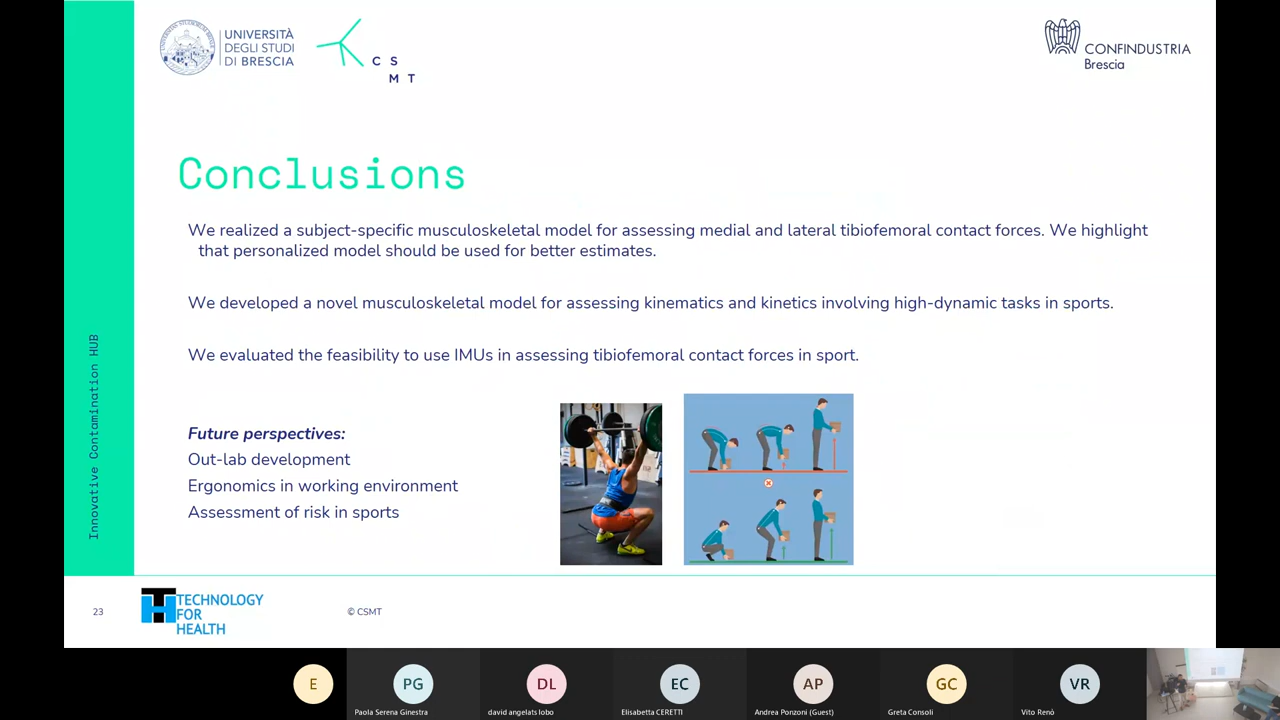 UNIVERSITÀ
DEGLI STUDI
DI BRESCIA
C S
M T
CONFINDUSTRIA
Brescia
Conclusions
We realized a subject-specific musculoskeletal model for assessing medial and lateral tibiofemoral contact forces. We highlight
that personalized model should be used for better estimates.
We developed a novel musculoskeletal model for assessing kinematics and kinetics involving high-dynamic tasks in sports.
We evaluated the feasibility to use IMUs in assessing tibiofemoral contact forces in sport.
Future perspectives:
Out-lab development
Ergonomics in working environment
Assessment of risk in sports
Innovative Contamination HUB
23
TH
TECHNOLOGY
FOR
HEALTH
© CSMT
E
PG
DL
EC
AP
GC
VR
Paola Serena Ginestra
david angelats lobo
Elisabetta CERETTI
Andrea Ponzoni (Guest)
Greta Consoli
Vito Renò